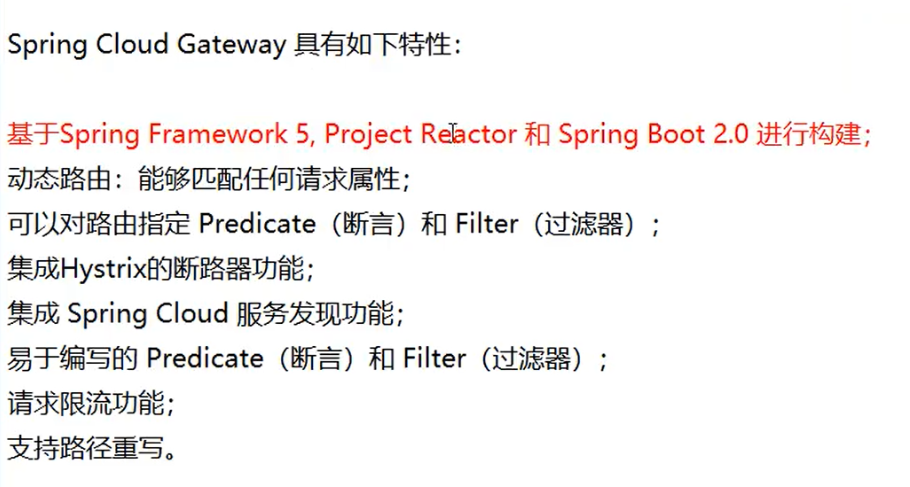 Spring Cloud Gateway 具有如下特性：
基于Spring Framework 5, Project Reactor 和 Spring Boot 2.0 进行构建；
动态路由：能够匹配任何请求属性；
可以对路由指定 Predicate（断言）和 Filter（过滤器）；
集成Hystrix的断路器功能；
集成 Spring Cloud 服务发现功能；
易于编写的 Predicate（断言）和 Filter（过滤器）；
请求限流功能；
支持路径重写。